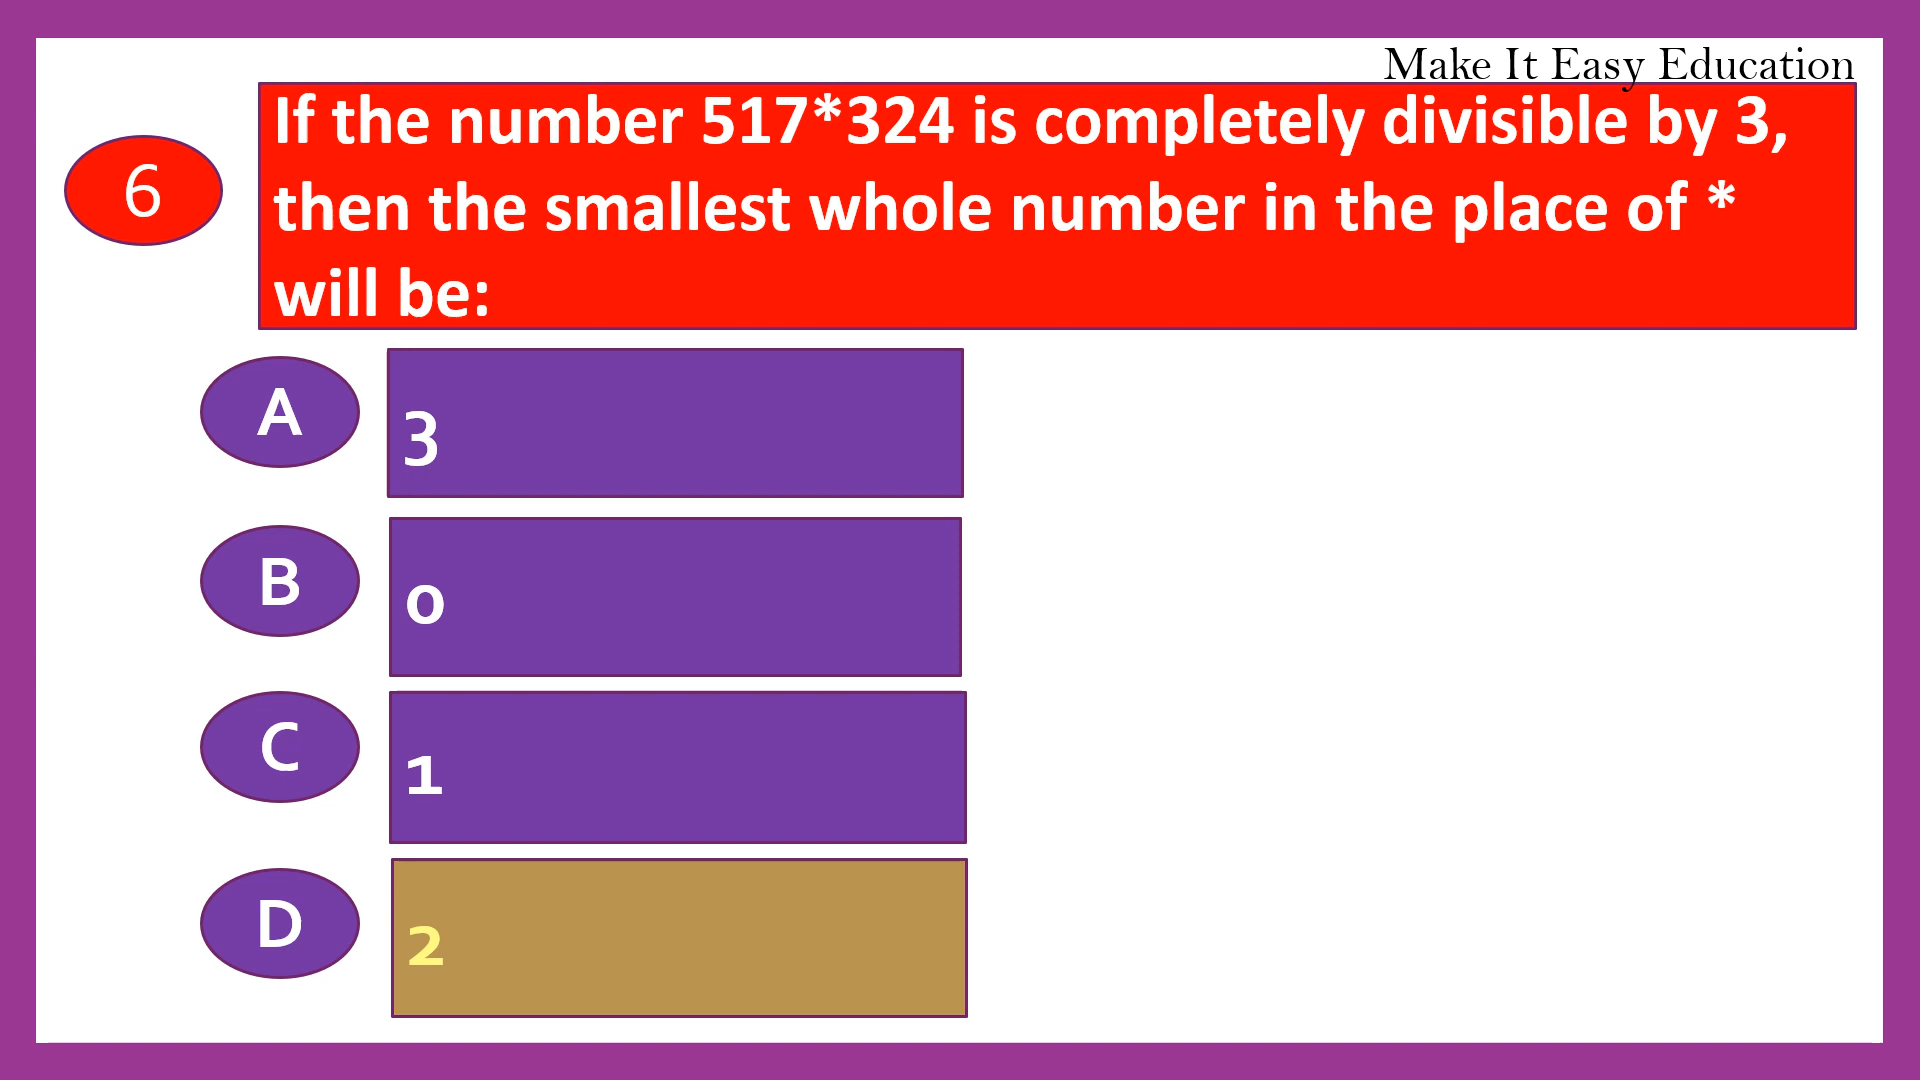 Make It Easy Education
6
If the number 517*324 is completely divisible by 3,
then the smallest whole number in the place of *
will be:
A
3
B
0
C
1
D
2